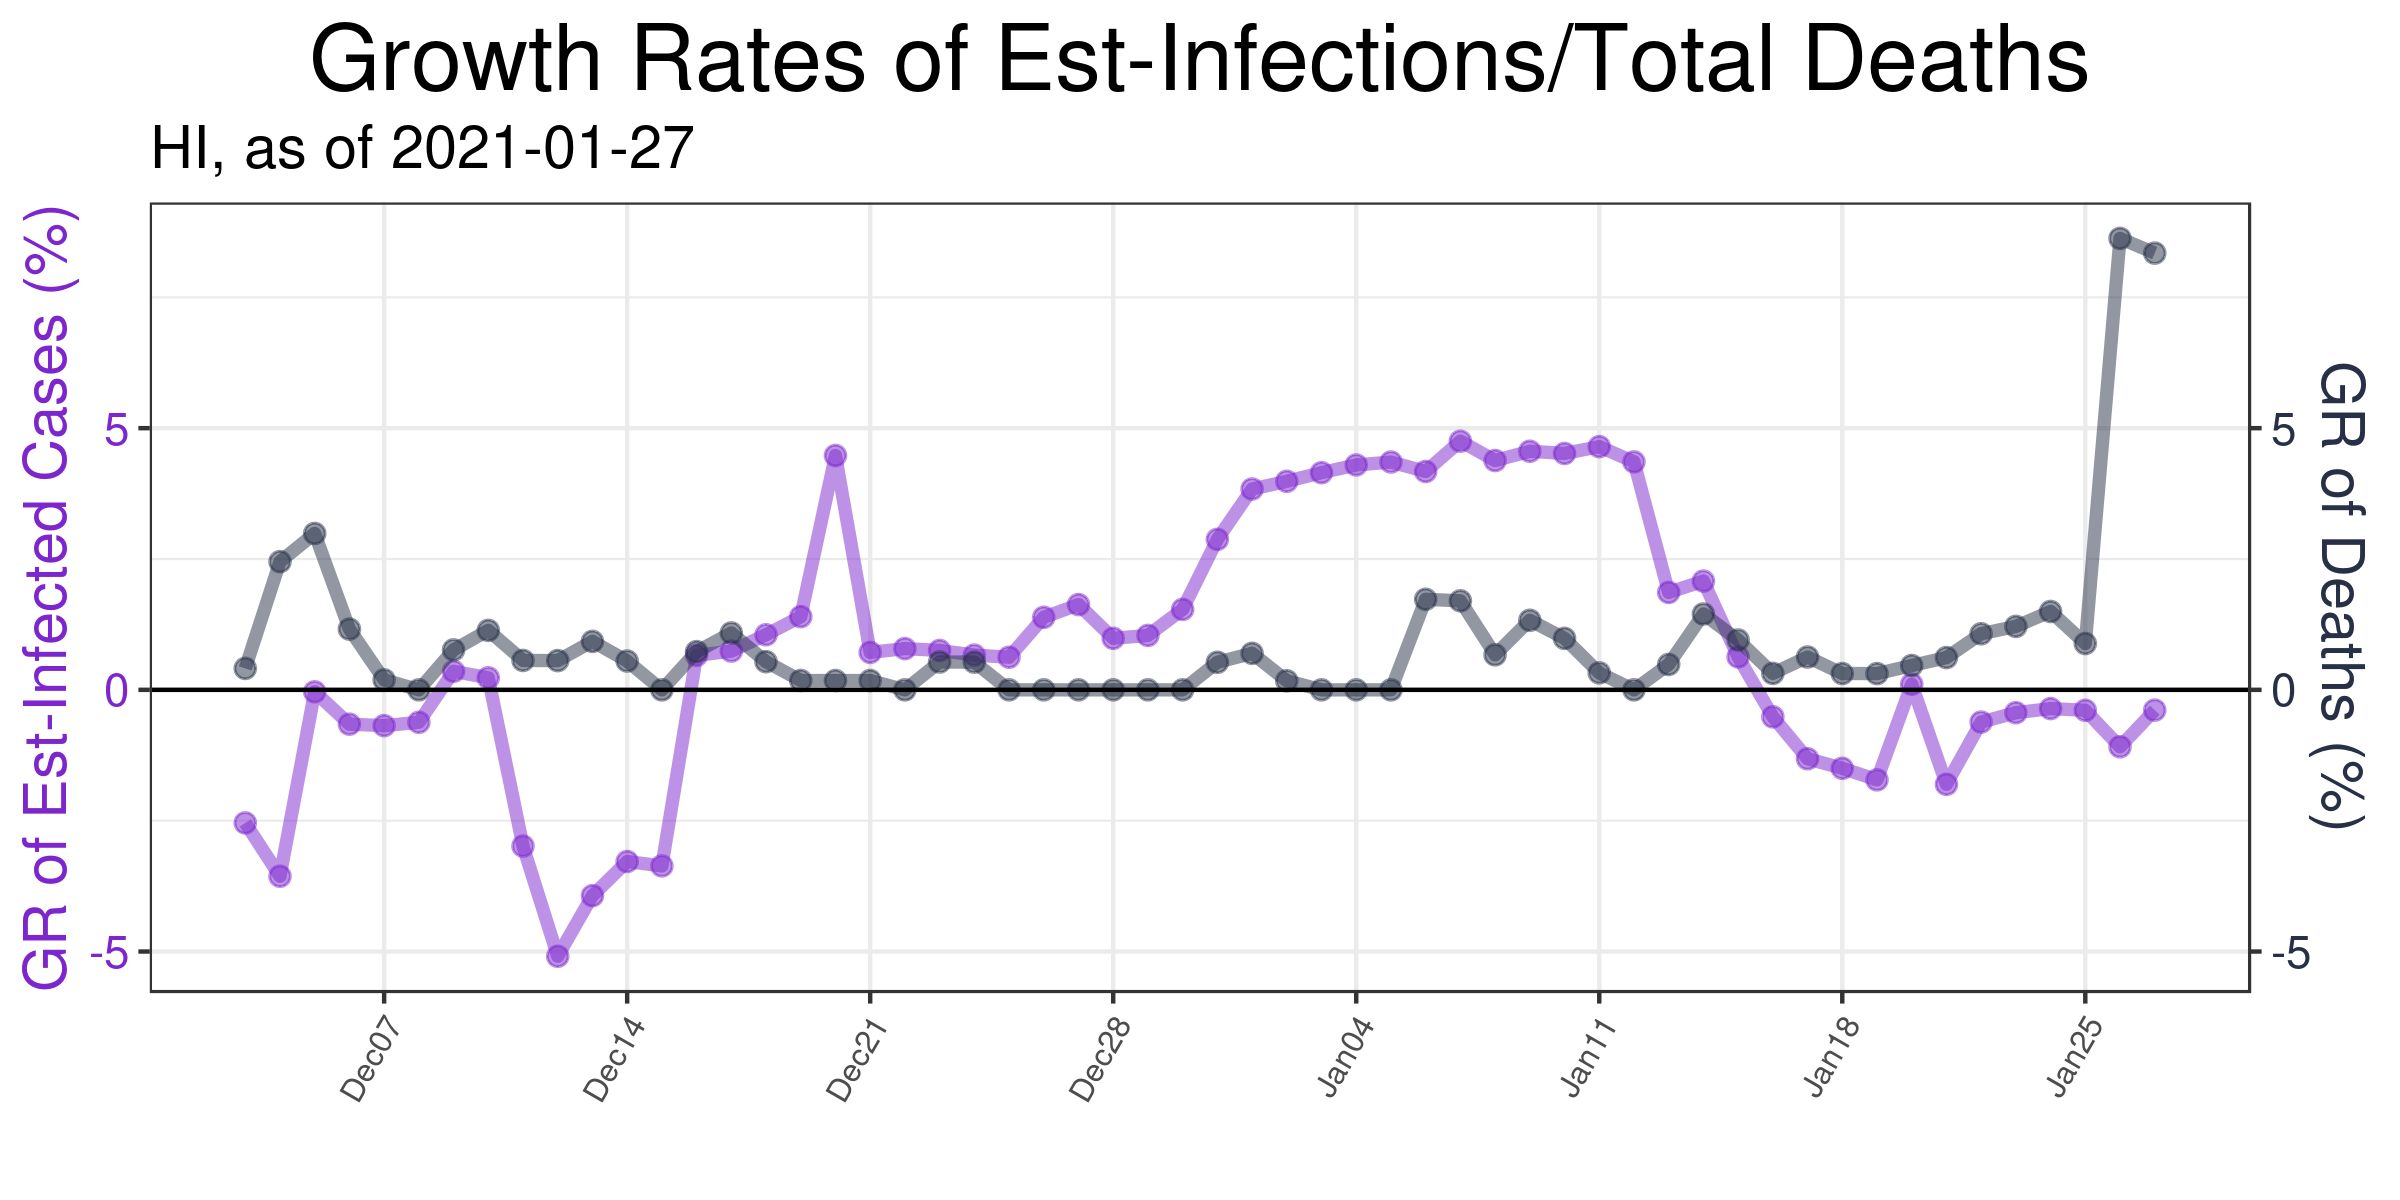 Growth Rates of Est-Infections/Total Deaths
HI, as of 2021-01-27
GR of Est-Infected Cases (%)
5
0
-5
GR of Deaths (%)
5
0
-5
Dec07
Dec14
Dec21
Dec28
Jan04
Jan11
Jan18
Jan25